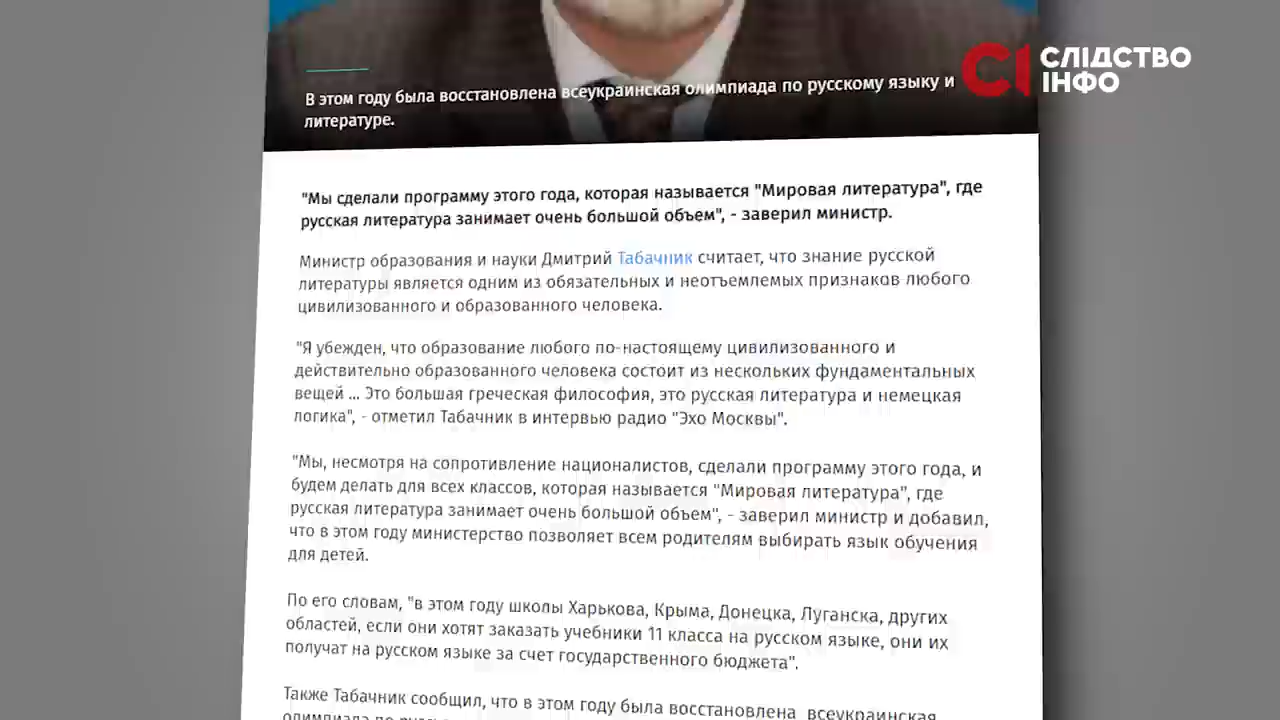 СЛІДСТВО
ІНФО
В этом году была восстановлена всеукраинская олимпиада по русскому языку и
литературе.
"Мы сделали программу этого года, которая называется "Мировая литература", где
русская литература занимает очень большой объем", - заверил министр.
Министр образования и науки Дмитрий Табачник считает, что знание русской
литературы является одним из обязательных и неотъемлемых признаков любого
цивилизованного и образованного человека.
"Я убежден, что образование любого по-настоящему цивилизованного и
действительно образованного человека состоит из нескольких фундаментальных
вещей ... Это большая греческая философия, это русская литература и немецкая
логика", - отметил Табачник в интервью радио "Эхо Москвы".
"Мы, несмотря на сопротивление националистов, сделали программу этого года, и
будем делать для всех классов, которая называется "Мировая литература", где
русская литература занимает очень большой объем", - заверил министр и добавил,
что в этом году министерство позволяет всем родителям выбирать язык обучения
для детей.
По его словам, "в этом году школы Харькова, Крыма, Донецка, Луганска, других
областей, если они хотят заказать учебники 11 класса на русском языке, они их
получат на русском языке за счет государственного бюджета".
Также Табачник сообщил, что в этом году была восстановлена всеукраинская
олимпиада по